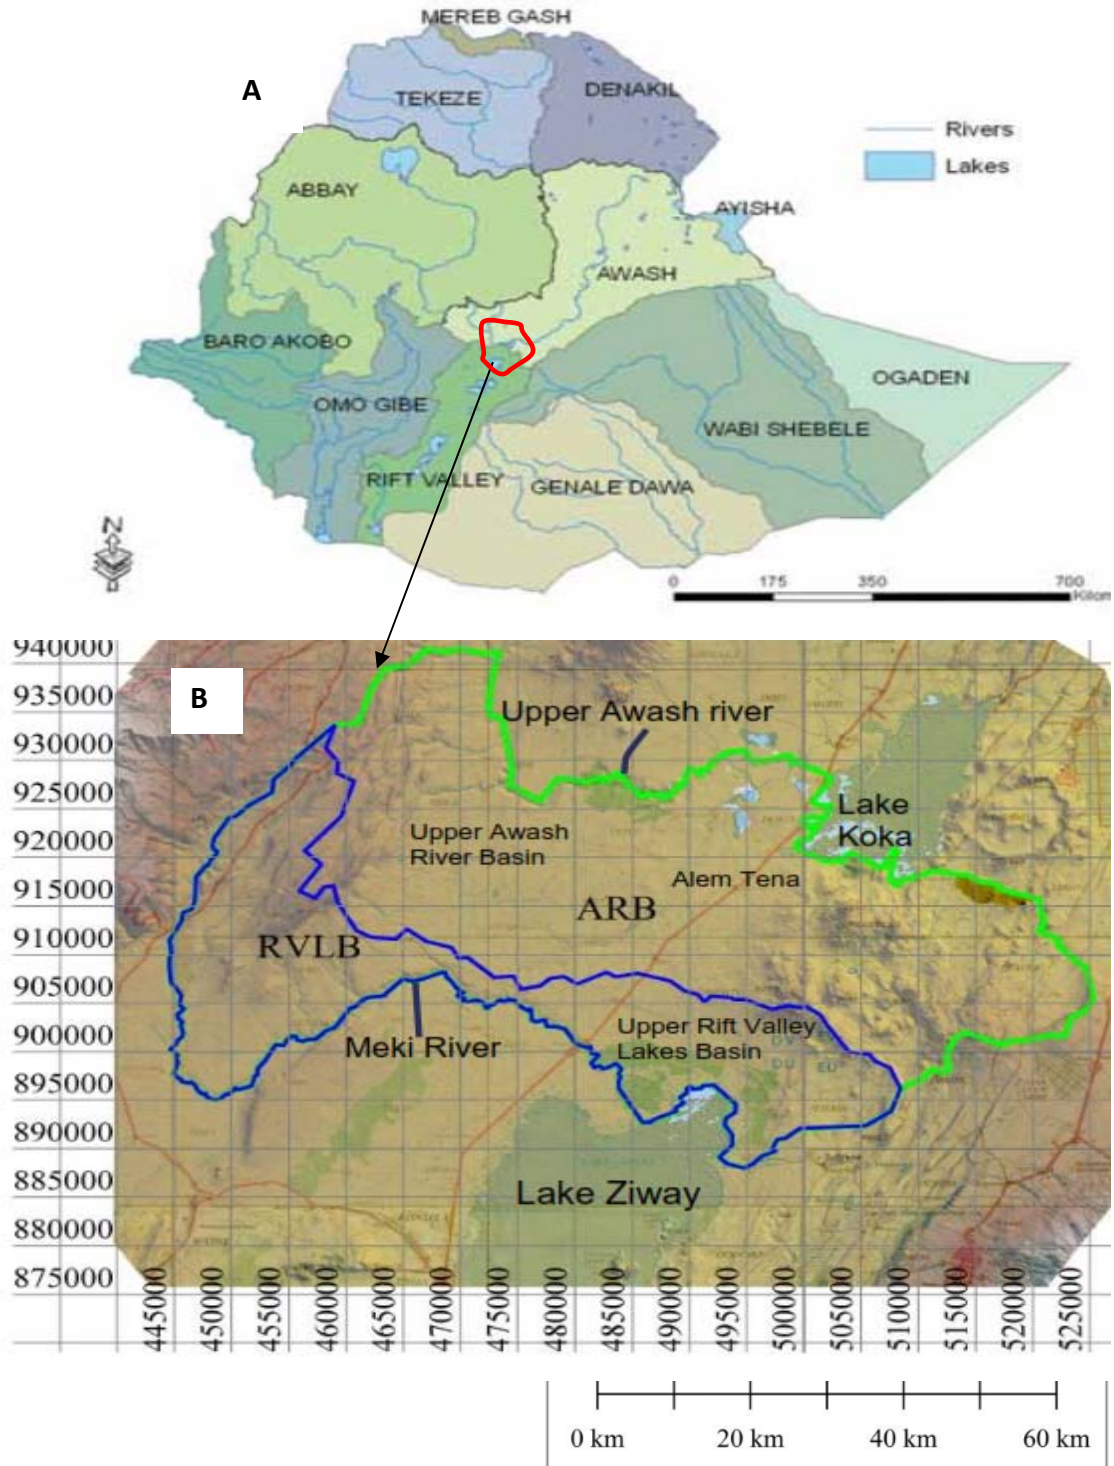 MEREB GASH
A
TEKEZE
DENAKIL
Rivers
Lakes
ABBAY
AYISHA
AWASH
BARO AKOBO
OGADEN
OMO GIBE
WABI SHEBELE
RIFT VALLEY
GENALE DAWA
N
0 175 350 700
Kilom
B
940000
935000
930000
925000
920000
915000
910000
905000
900000
895000
890000
885000
880000
875000
Upper Awash river
Lake
Koka
Upper Awash
River Basin
Alem Tena
ARB
RVLB
Upper Rift Valley
Lakes Basin
Meki River
Lake Ziway
445000
450000
455000
460000
465000
470000
475000
480000
485000
490000
495000
500000
505000
510000
515000
520000
525000
0 km 20 km 40 km 60 km